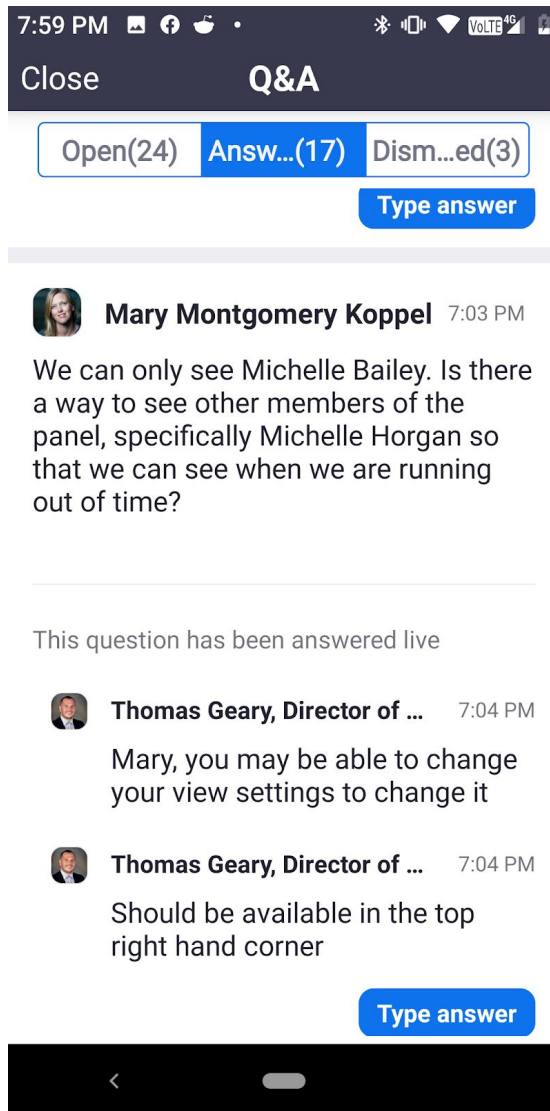 7:59 PM VoLTE 4G
Close Q&A
Open(24) Answ...(17) Dism...ed(3)
Type answer
Mary Montgomery Koppel 7:03 PM
We can only see Michelle Bailey. Is there
a way to see other members of the
panel, specifically Michelle Horgan so
that we can see when we are running
out of time?
This question has been answered live
Thomas Geary, Director of ... 7:04 PM
Mary, you may be able to change
your view settings to change it
Thomas Geary, Director of ... 7:04 PM
Should be available in the top
right hand corner
Type answer